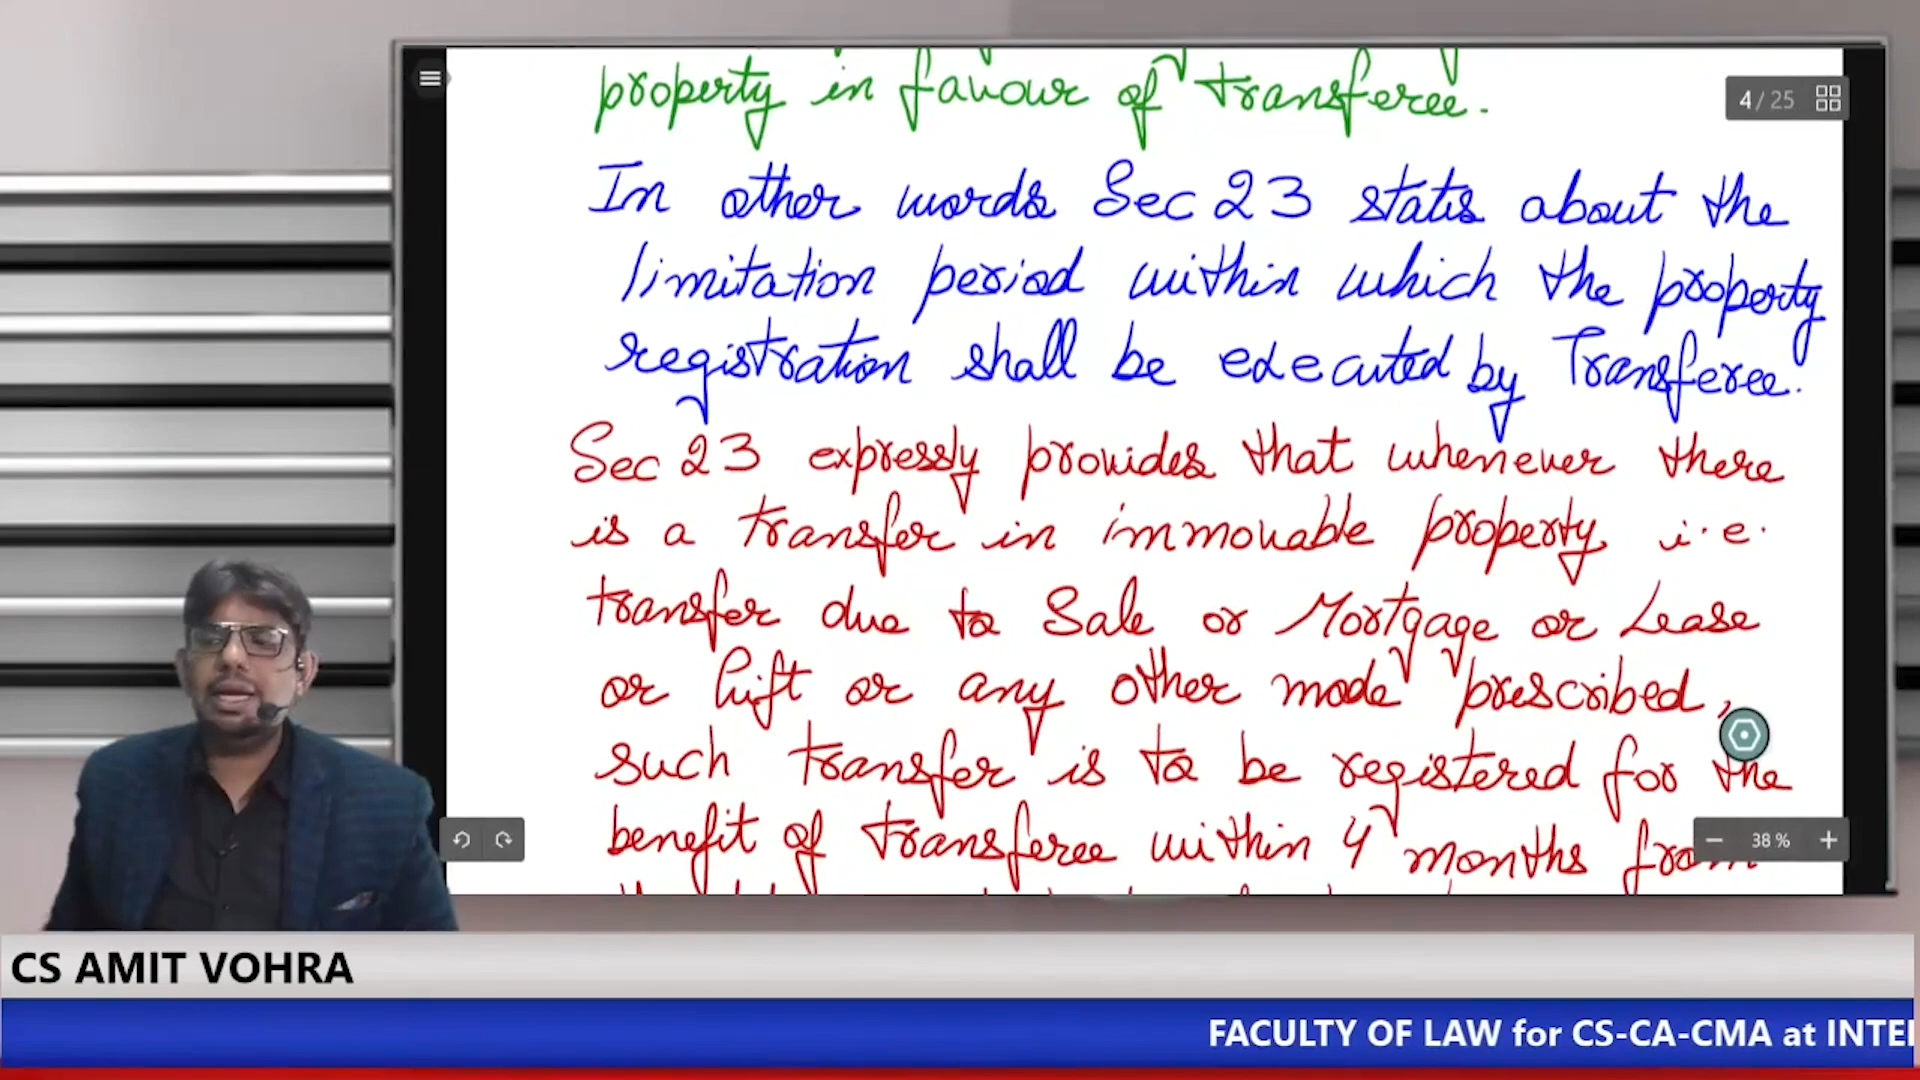 property in favour of transferee.
4 / 25
In other words Sec 23 states about the
limitation period within which the property
registration shall be executed by Transferee.
Sec 23 expressly provides that whenever there
is a transfer in immovable property i.e.
transfer due to Sale or Mortgage or Lease
or Gift or any other mode prescribed,
such transfer is to be registered for the
benefit of transferee within 4 months from
38 %
CS AMIT VOHRA
FACULTY OF LAW for CS-CA-CMA at INTE